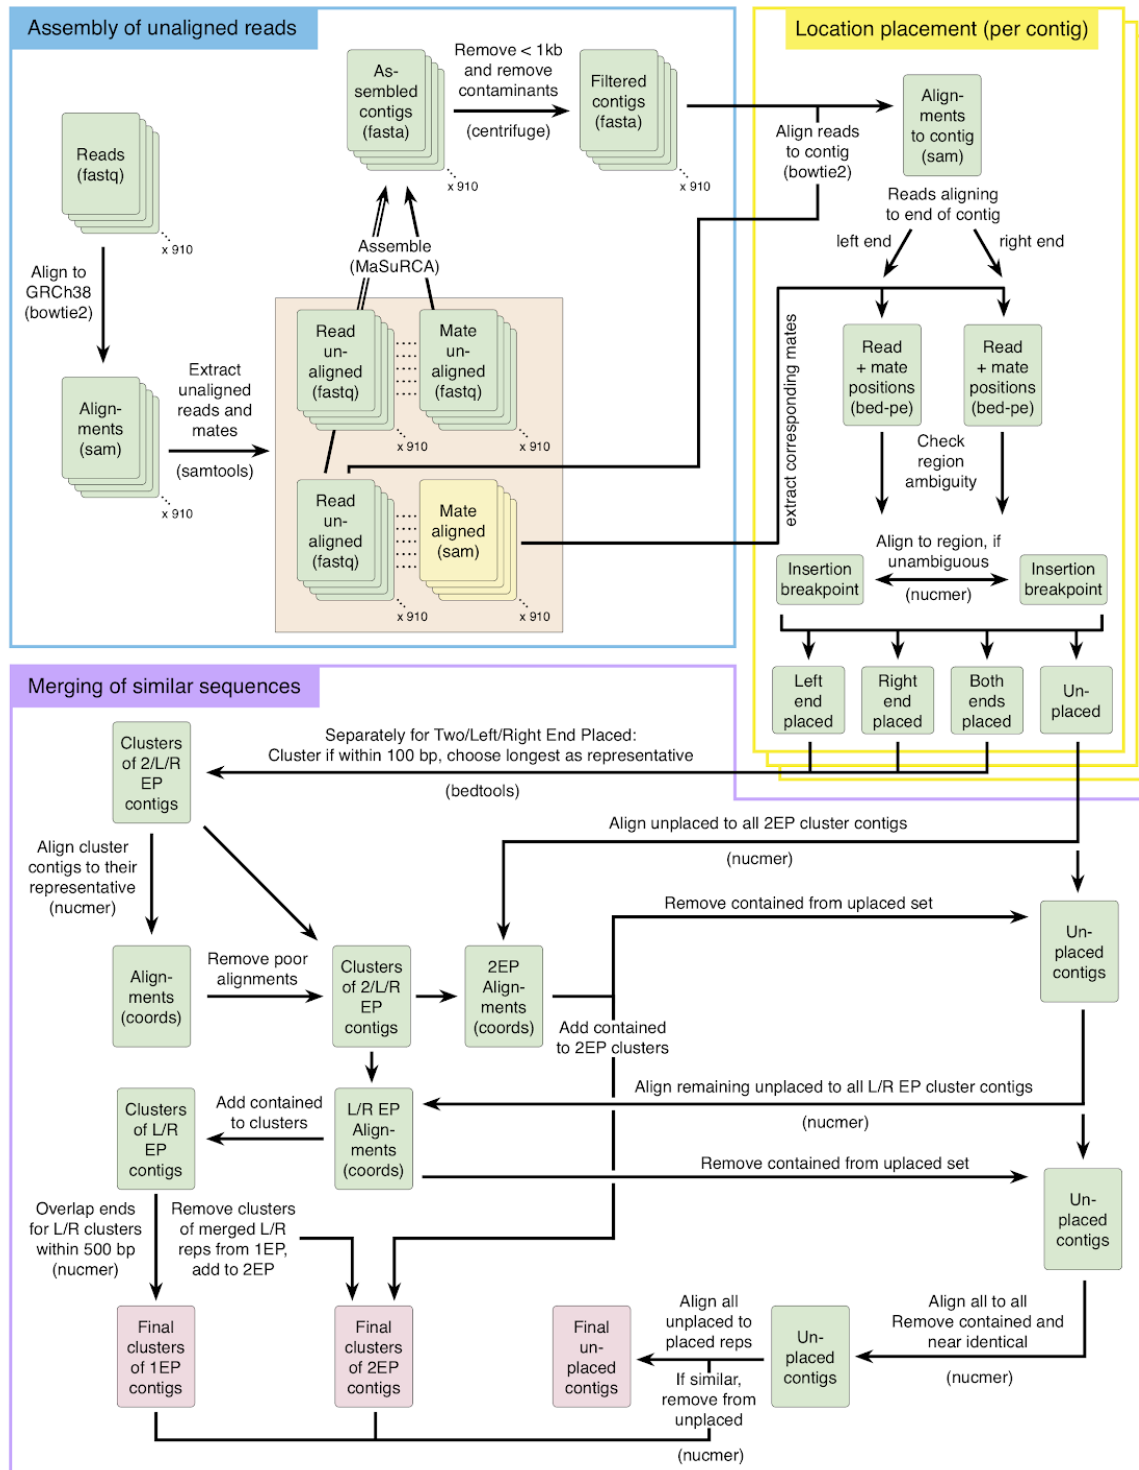 Assembly of unaligned reads
Reads
(fastq)
x 910
Align to
GRCh38
(bowtie2)
Align-
ments
(sam)
x 910
Extract
unaligned
reads and
mates
(samtools)
As-
sembled
contigs
(fasta)
x 910
Remove < 1kb
and remove
contaminants
(centrifuge)
Filtered
contigs
(fasta)
x 910
Assemble
(MaSuRCA)
Read
un-
aligned
(fastq)
x 910
Mate
un-
aligned
(fastq)
x 910
Read
un-
aligned
(fastq)
x 910
Mate
aligned
(sam)
x 910
Location placement (per contig)
Align reads
to contig
(bowtie2)
Align-
ments
to contig
(sam)
Reads aligning
to end of contig
left end
right end
extract corresponding mates
Read
+ mate
positions
(bed-pe)
Read
+ mate
positions
(bed-pe)
Check
region
ambiguity
Align to region, if
unambiguous
(nucmer)
Insertion
breakpoint
Insertion
breakpoint
Left
end
placed
Right
end
placed
Both
ends
placed
Un-
placed
Merging of similar sequences
Clusters
of 2/L/R
EP
contigs
Separately for Two/Left/Right End Placed:
Cluster if within 100 bp, choose longest as representative
(bedtools)
Align cluster
contigs to their
representative
(nucmer)
Align unplaced to all 2EP cluster contigs
(nucmer)
Align-
ments
(coords)
Remove poor
alignments
Clusters
of 2/L/R
EP
contigs
2EP
Align-
ments
(coords)
Remove contained from uplaced set
Un-
placed
contigs
Add contained
to 2EP clusters
Align remaining unplaced to all L/R EP cluster contigs
(nucmer)
Clusters
of L/R
EP
contigs
Add contained
to clusters
L/R EP
Align-
ments
(coords)
Remove contained from uplaced set
Un-
placed
contigs
Overlap ends
for L/R clusters
within 500 bp
(nucmer)
Remove clusters
of merged L/R
reps from 1EP,
add to 2EP
Final
clusters
of 1EP
contigs
Final
clusters
of 2EP
contigs
Final
un-
placed
contigs
Align all
unplaced to
placed reps
If similar,
remove from
unplaced
(nucmer)
Un-
placed
contigs
Align all to all
Remove contained and
near identical
(nucmer)